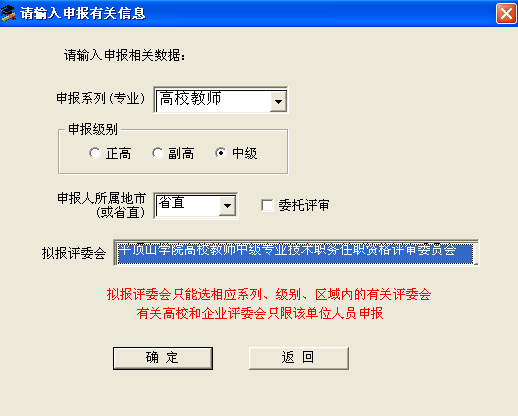 请输入申报有关信息
请输入申报相关数据:
申报系列(专业) 高校教师
申报级别
正高 副高 中级
申报人所属地市 省直 委托评审
(或省直)
拟报评委会 平顶山学院高校教师中级专业技术职务任职资格评审委员会
拟报评委会只能选相应系列、级别、区域内的有关评委会
有关高校和企业评委会只限该单位人员申报
确 定 返 回